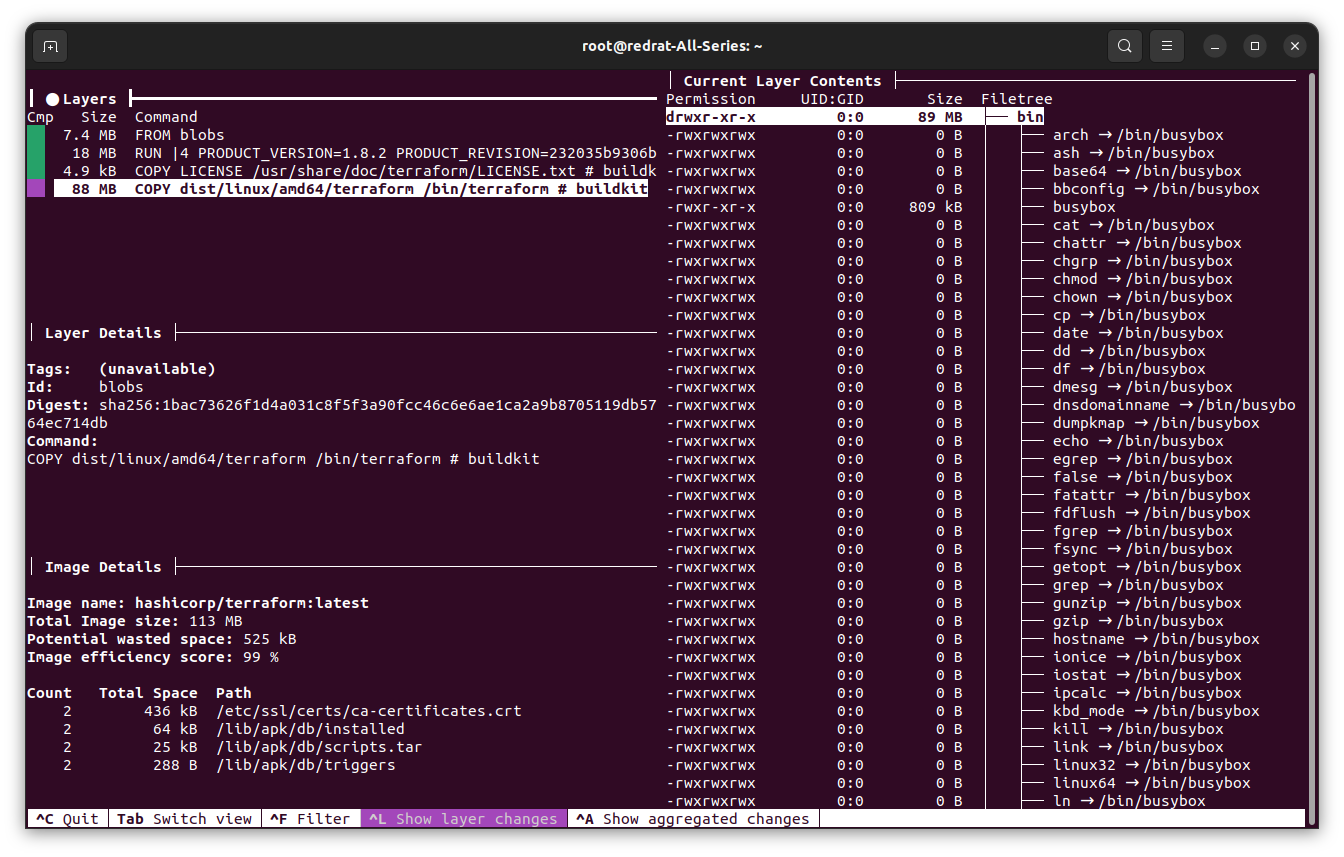 root@redrat-All-Series: ~
Layers
Cmp Size Command
7.4 MB FROM blobs
18 MB RUN |4 PRODUCT_VERSION=1.8.2 PRODUCT_REVISION=232035b9306b
4.9 kB COPY LICENSE /usr/share/doc/terraform/LICENSE.txt # buildk
88 MB COPY dist/linux/amd64/terraform /bin/terraform # buildkit
Layer Details
Tags: (unavailable)
Id: blobs
Digest: sha256:1bac73626f1d4a031c8f5f3a90fcc46c6e6ae1ca2a9b8705119db57
64ec714db
Command:
COPY dist/linux/amd64/terraform /bin/terraform # buildkit
Image Details
Image name: hashicorp/terraform:latest
Total Image size: 113 MB
Potential wasted space: 525 kB
Image efficiency score: 99 %
Count Total Space Path
2 436 kB /etc/ssl/certs/ca-certificates.crt
2 64 kB /lib/apk/db/installed
2 25 kB /lib/apk/db/scripts.tar
2 288 B /lib/apk/db/triggers
Current Layer Contents
Permission UID:GID Size Filetree
drwxr-xr-x 0:0 89 MB bin
-rwxrwxrwx 0:0 0 B arch → /bin/busybox
-rwxrwxrwx 0:0 0 B ash → /bin/busybox
-rwxrwxrwx 0:0 0 B base64 → /bin/busybox
-rwxrwxrwx 0:0 0 B bbconfig → /bin/busybox
-rwxr-xr-x 0:0 809 kB busybox
-rwxrwxrwx 0:0 0 B cat → /bin/busybox
-rwxrwxrwx 0:0 0 B chattr → /bin/busybox
-rwxrwxrwx 0:0 0 B chgrp → /bin/busybox
-rwxrwxrwx 0:0 0 B chmod → /bin/busybox
-rwxrwxrwx 0:0 0 B chown → /bin/busybox
-rwxrwxrwx 0:0 0 B cp → /bin/busybox
-rwxrwxrwx 0:0 0 B date → /bin/busybox
-rwxrwxrwx 0:0 0 B dd → /bin/busybox
-rwxrwxrwx 0:0 0 B df → /bin/busybox
-rwxrwxrwx 0:0 0 B dmesg → /bin/busybox
-rwxrwxrwx 0:0 0 B dnsdomainname → /bin/busybo
-rwxrwxrwx 0:0 0 B dumpkmap → /bin/busybox
-rwxrwxrwx 0:0 0 B echo → /bin/busybox
-rwxrwxrwx 0:0 0 B egrep → /bin/busybox
-rwxrwxrwx 0:0 0 B false → /bin/busybox
-rwxrwxrwx 0:0 0 B fatattr → /bin/busybox
-rwxrwxrwx 0:0 0 B fdflush → /bin/busybox
-rwxrwxrwx 0:0 0 B fgrep → /bin/busybox
-rwxrwxrwx 0:0 0 B fsync → /bin/busybox
-rwxrwxrwx 0:0 0 B getopt → /bin/busybox
-rwxrwxrwx 0:0 0 B grep → /bin/busybox
-rwxrwxrwx 0:0 0 B gunzip → /bin/busybox
-rwxrwxrwx 0:0 0 B gzip → /bin/busybox
-rwxrwxrwx 0:0 0 B hostname → /bin/busybox
-rwxrwxrwx 0:0 0 B ionice → /bin/busybox
-rwxrwxrwx 0:0 0 B iostat → /bin/busybox
-rwxrwxrwx 0:0 0 B ipcalc → /bin/busybox
-rwxrwxrwx 0:0 0 B kbd_mode → /bin/busybox
-rwxrwxrwx 0:0 0 B kill → /bin/busybox
-rwxrwxrwx 0:0 0 B link → /bin/busybox
-rwxrwxrwx 0:0 0 B linux32 → /bin/busybox
-rwxrwxrwx 0:0 0 B linux64 → /bin/busybox
-rwxrwxrwx 0:0 0 B ln → /bin/busybox
^C Quit Tab Switch view ^F Filter ^L Show layer changes ^A Show aggregated changes